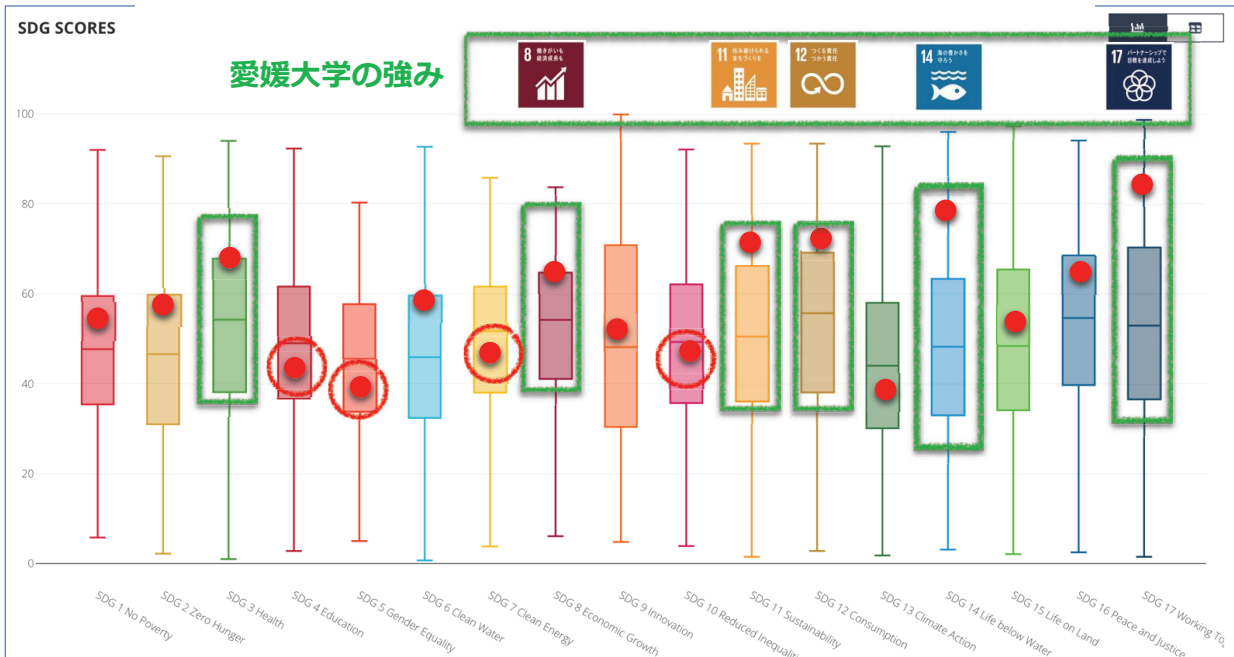 SDG SCORES
愛媛大学の強み
8 働きがいも
経済成長も
11 住み続けられる
まちづくりを
12 つくる責任
つかう責任
14 海の豊かさを
守ろう
17 パートナーシップで
目標を達成しよう
100
80
60
40
20
0
SDG 1 No Poverty
SDG 2 Zero Hunger
SDG 3 Health
SDG 4 Education
SDG 5 Gender Equality
SDG 6 Clean Water
SDG 7 Clean Energy
SDG 8 Economic Growth
SDG 9 Innovation
SDG 10 Reduced Inequaliti
SDG 11 Sustainability
SDG 12 Consumption
SDG 13 Climate Action
SDG 14 Life below Water
SDG 15 Life on Land
SDG 16 Peace and Justice
SDG 17 Working To